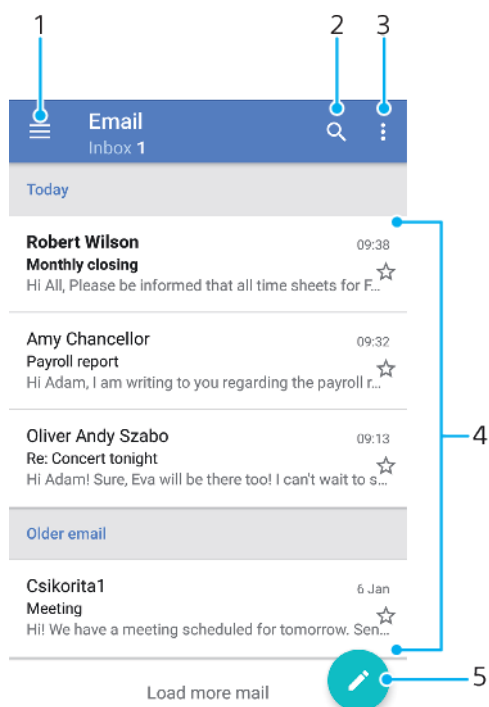 1 2 3
Email
Inbox 1
Today
Robert Wilson 09:38
Monthly closing
Hi All, Please be informed that all time sheets for F...
Amy Chancellor 09:32
Payroll report
Hi Adam, I am writing to you regarding the payroll r...
Oliver Andy Szabo 09:13
Re: Concert tonight
Hi Adam! Sure, Eva will be there too! I can't wait to s...
4
Older email
Csikorita1 6 Jan
Meeting
Hi! We have a meeting scheduled for tomorrow. Sen...
5
Load more mail